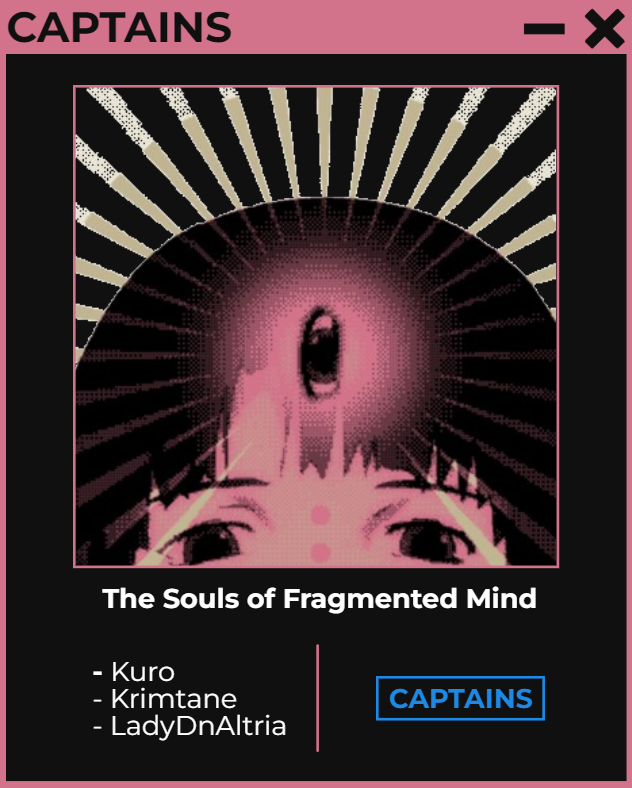 CAPTAINS
The Souls of Fragmented Mind
- Kuro
- Krimtane
- LadyDnAltria
CAPTAINS